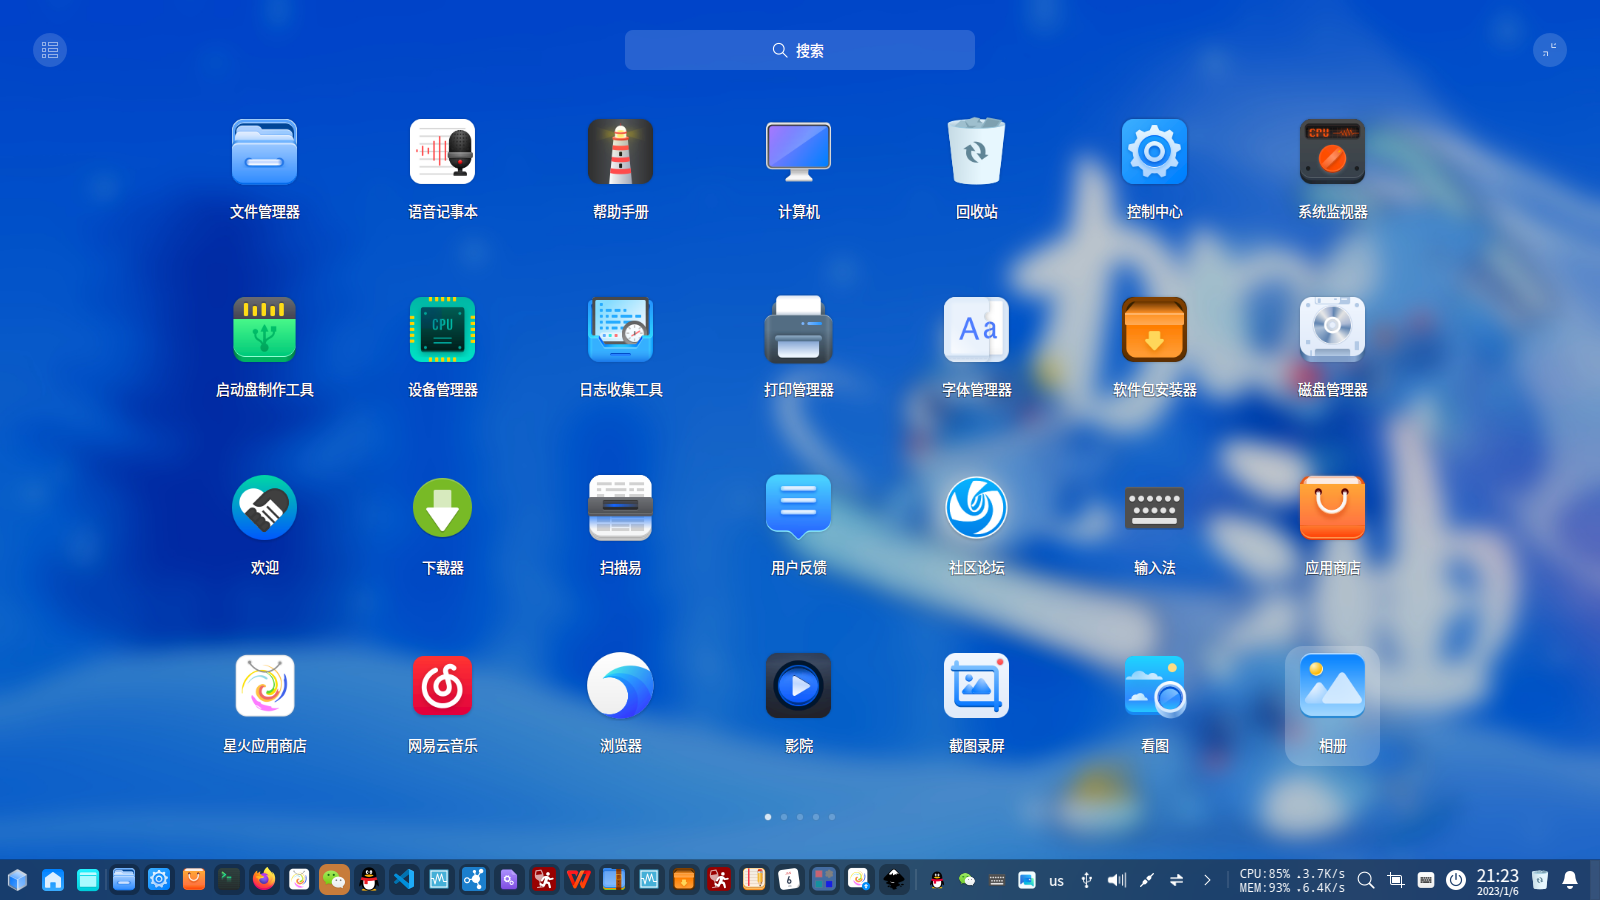 搜索
文件管理器
语音记事本
帮助手册
计算机
回收站
控制中心
CPU
系统监视器
启动盘制作工具
CPU
设备管理器
日志收集工具
打印管理器
Aa
字体管理器
软件包安装器
磁盘管理器
欢迎
下载器
扫描易
用户反馈
社区论坛
输入法
应用商店
星火应用商店
网易云音乐
浏览器
影院
截图录屏
看图
相册
6
us
CPU:85% .3.7K/s
MEM:93% .6.4K/s
21:23
2023/1/6